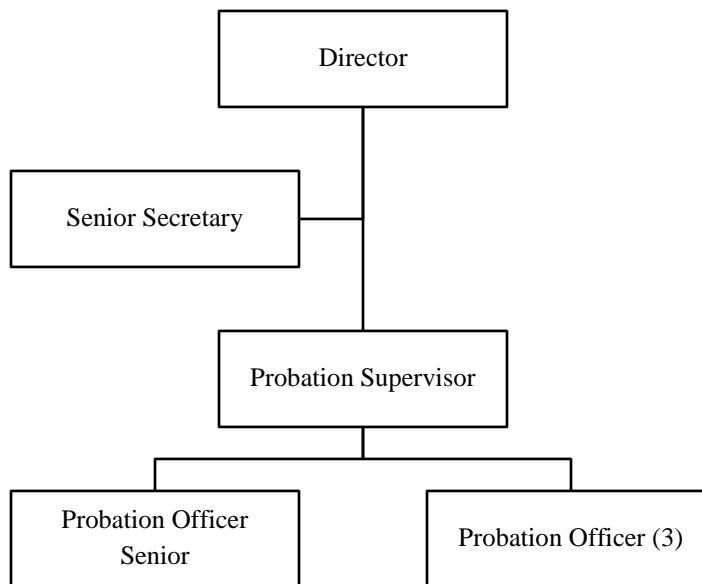 Director
Senior Secretary
Probation Supervisor
Probation Officer
Senior
Probation Officer (3)